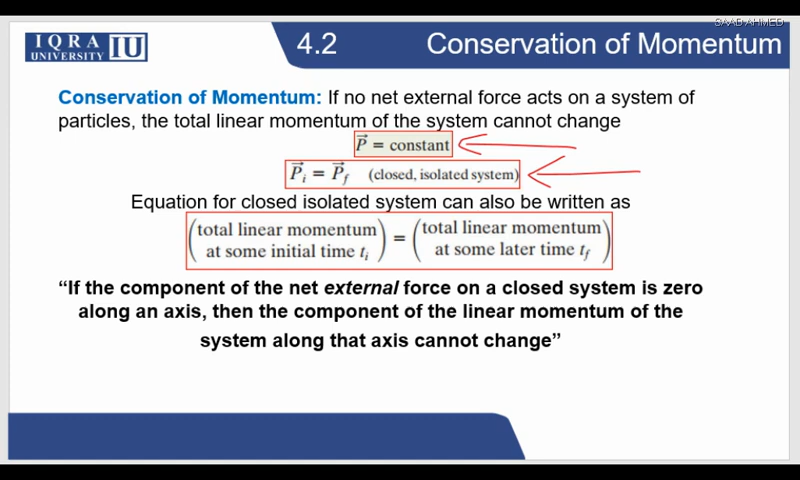 SAAD AHMED
IQRA
UNIVERSITY IU
4.2 Conservation of Momentum
Conservation of Momentum: If no net external force acts on a system of
particles, the total linear momentum of the system cannot change
P⃗ = constant
P⃗ᵢ = P⃗_f (closed, isolated system)
Equation for closed isolated system can also be written as
(total linear momentum at some initial time tᵢ) = (total linear momentum at some later time t_f)
“If the component of the net external force on a closed system is zero
along an axis, then the component of the linear momentum of the
system along that axis cannot change”